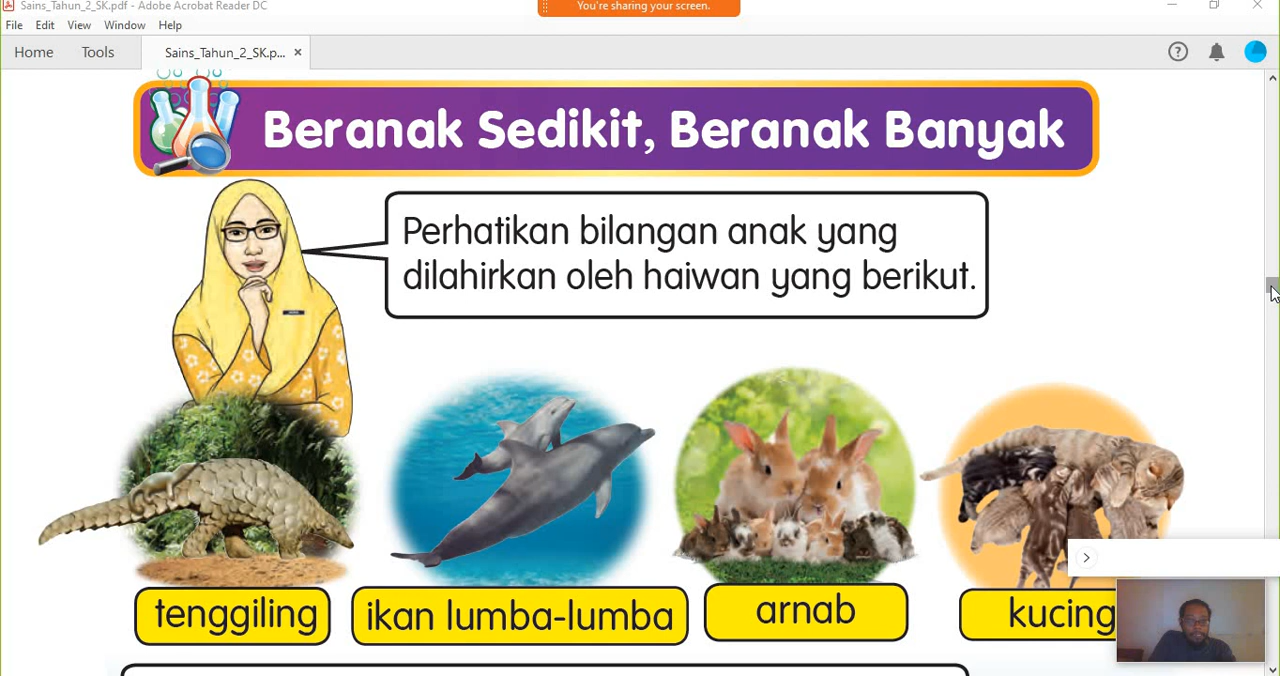 Sains_Tahun_2_SK.pdf - Adobe Acrobat Reader DC
You're sharing your screen.
File Edit View Window Help
Home Tools Sains_Tahun_2_SK.p... ×
Beranak Sedikit, Beranak Banyak
Perhatikan bilangan anak yang
dilahirkan oleh haiwan yang berikut.
tenggiling ikan lumba-lumba arnab kucing